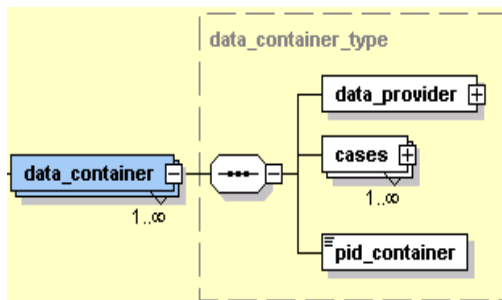 data_container_type
data_provider
cases
1..∞
data_container
1..∞
pid_container